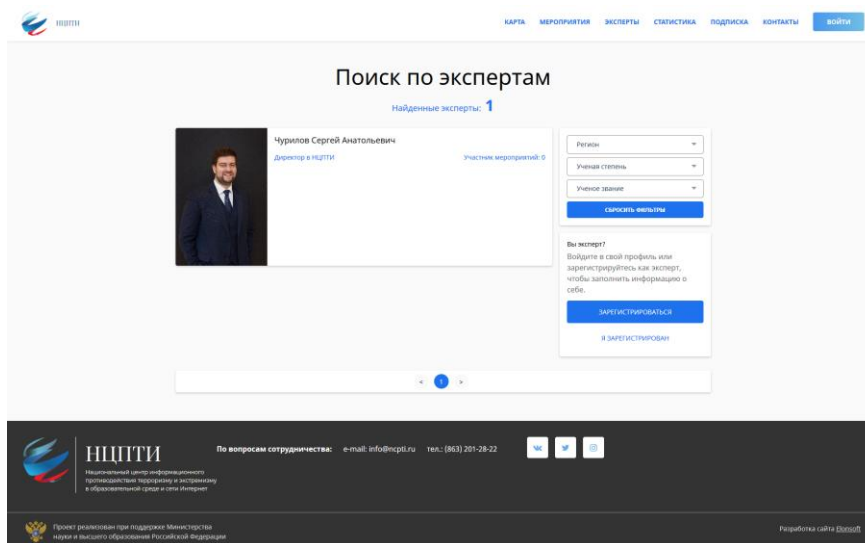 НЦПТИ
КАРТА МЕРОПРИЯТИЯ ЭКСПЕРТЫ СТАТИСТИКА ПОДПИСКА КОНТАКТЫ ВОЙТИ
Поиск по экспертам
Найденные эксперты: 1
Чурилов Сергей Анатольевич
Директор в НЦПТИ Участник мероприятий: 0
Регион
Ученая степень
Ученое звание
СБРОСИТЬ ФИЛЬТРЫ
Вы эксперт?
Войдите в свой профиль или
зарегистрируйтесь как эксперт,
чтобы заполнить информацию о
себе.
ЗАРЕГИСТРИРОВАТЬСЯ
Я ЗАРЕГИСТРИРОВАН
< 1 >
НЦПТИ
Национальный центр информационного
противодействия терроризму и экстремизму
в образовательной среде и сети Интернет
По вопросам сотрудничества: e-mail: info@ncpti.ru тел.: (863) 201-28-22
Проект реализован при поддержке Министерства
науки и высшего образования Российской Федерации
Разработка сайта Elonsoft